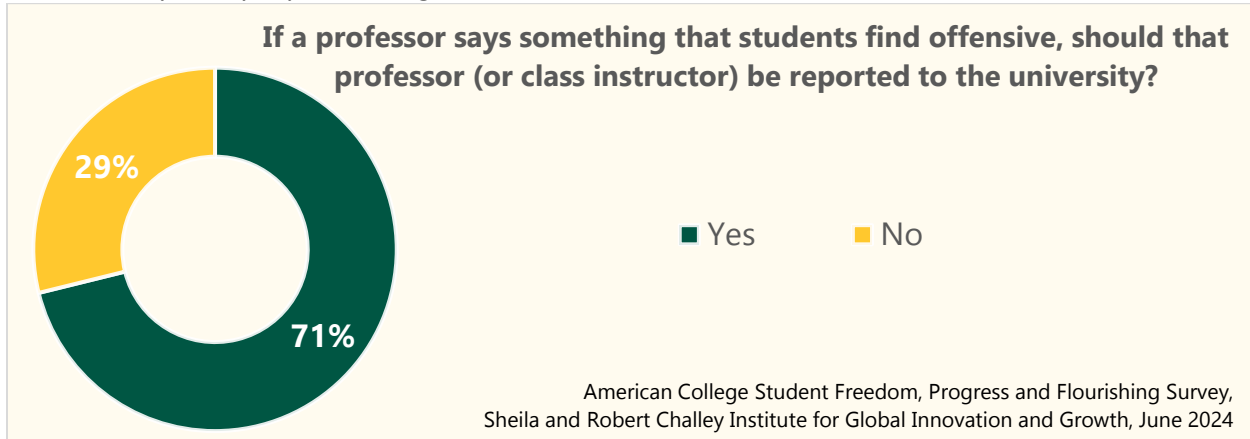 If a professor says something that students find offensive, should that
professor (or class instructor) be reported to the university?
29%
71%
Yes
No
American College Student Freedom, Progress and Flourishing Survey,
Sheila and Robert Challey Institute for Global Innovation and Growth, June 2024